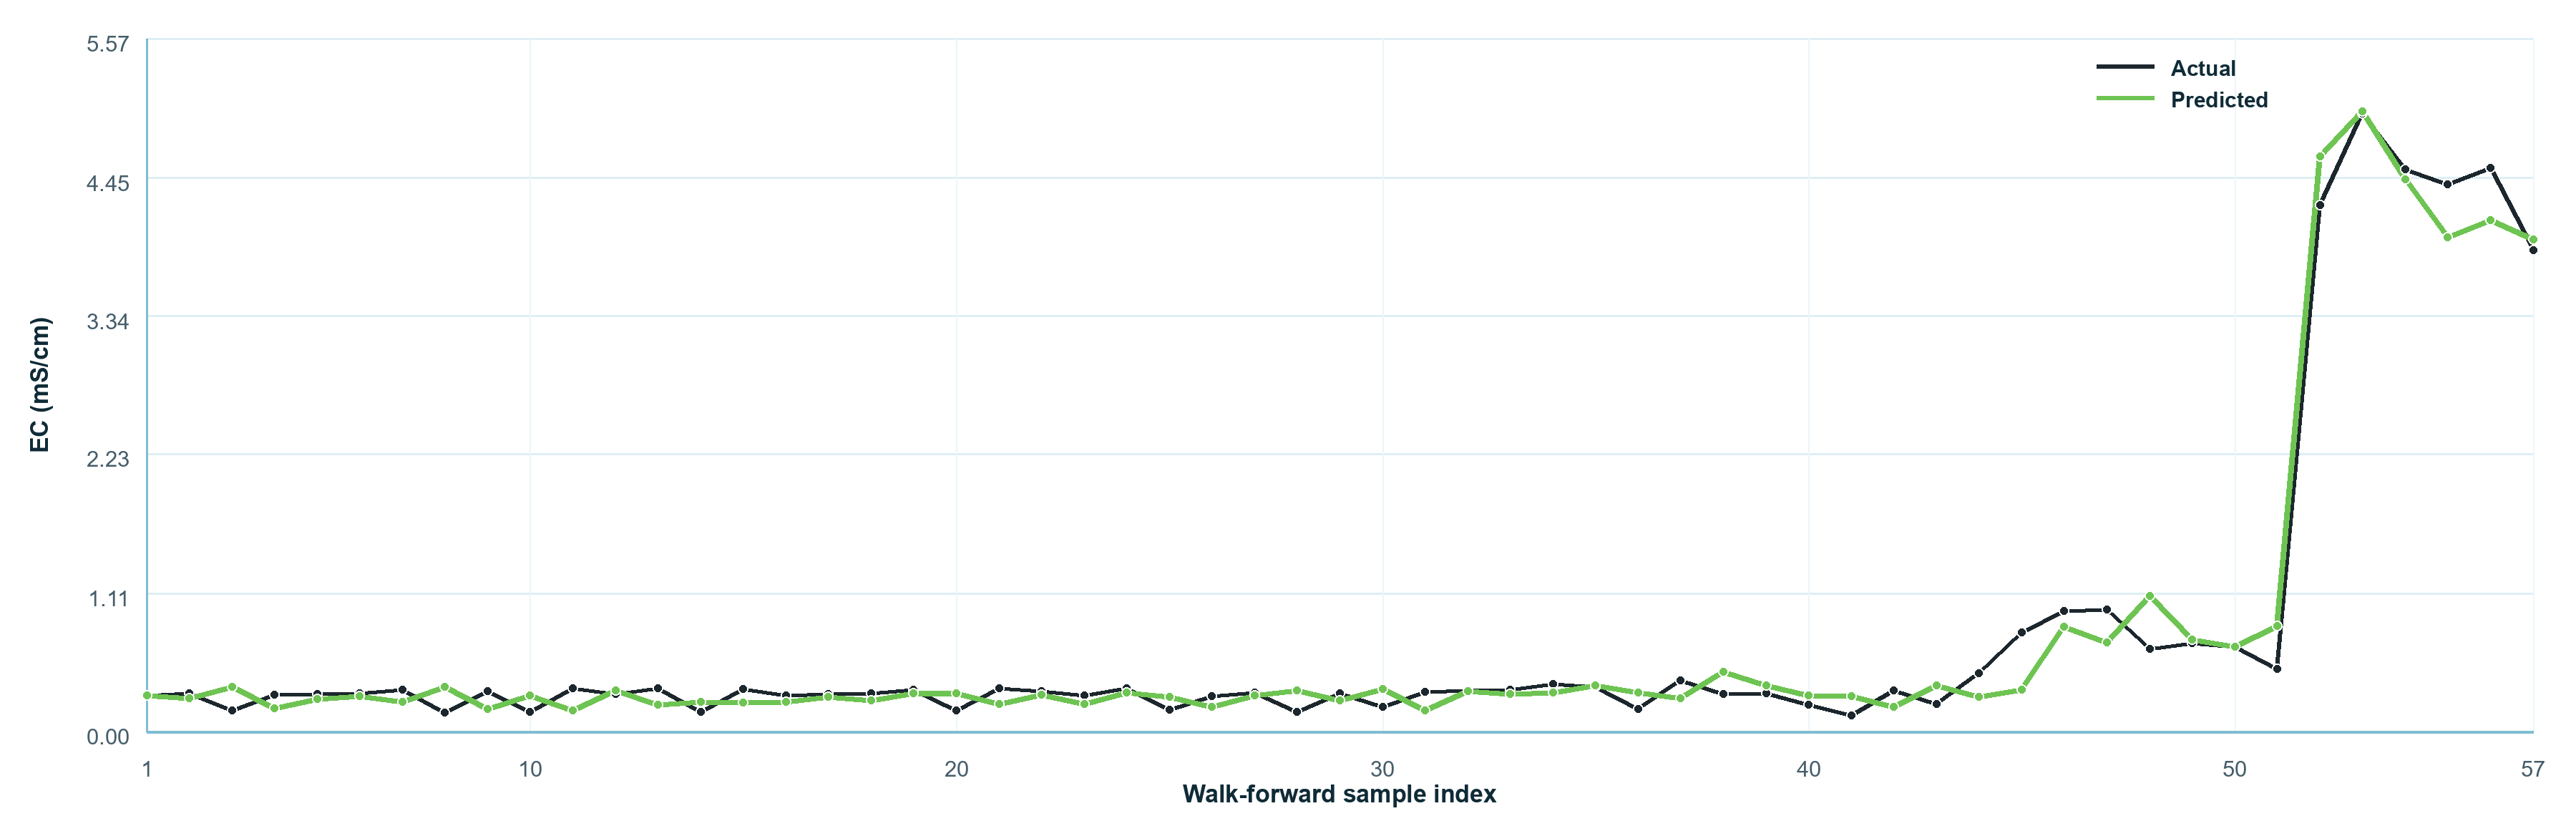 5.57
4.45
3.34
2.23
1.11
0.00
EC (mS/cm)
Actual
Predicted
1 10 20 30 40 50 57
Walk-forward sample index